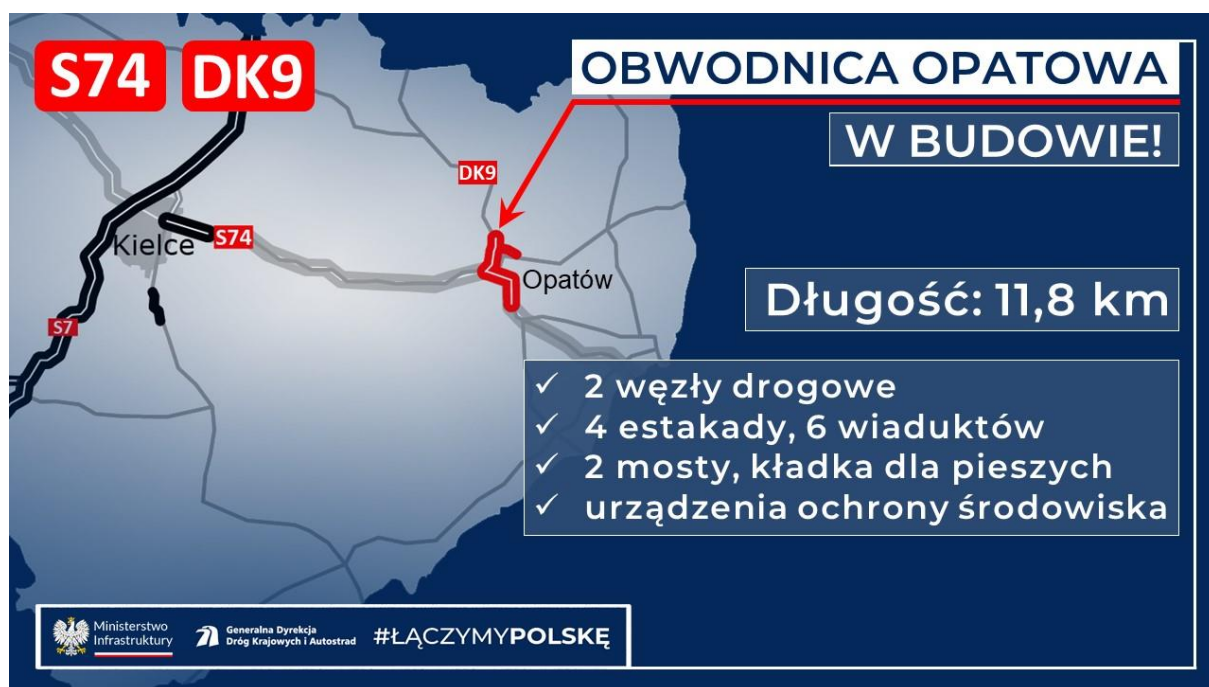 S74 DK9
OBWODNICA OPATOWA
W BUDOWIE!
DK9
Kielce
S74
Opatów
S7
Długość: 11,8 km
✓ 2 węzły drogowe
✓ 4 estakady, 6 wiaduktów
✓ 2 mosty, kładka dla pieszych
✓ urządzenia ochrony środowiska
Ministerstwo
Infrastruktury
Generalna Dyrekcja
Dróg Krajowych i Autostrad
#ŁĄCZYMYPOLSKĘ